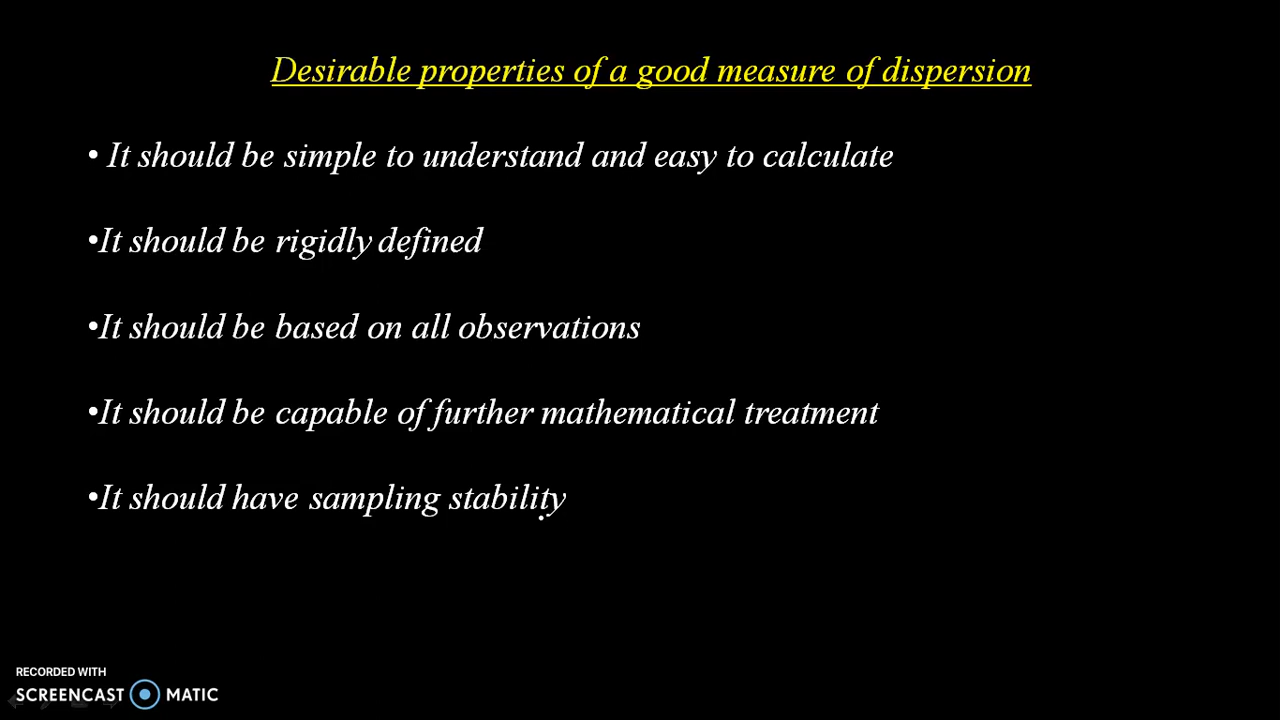 Desirable properties of a good measure of dispersion
• It should be simple to understand and easy to calculate
•It should be rigidly defined
•It should be based on all observations
•It should be capable of further mathematical treatment
•It should have sampling stability
RECORDED WITH
SCREENCAST MATIC